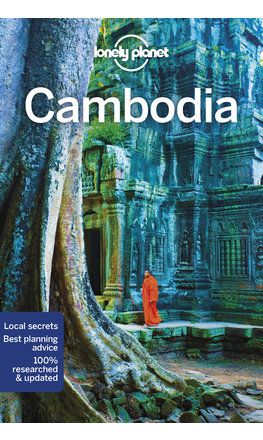 lonely planet
Cambodia
Local secrets
Best planning
advice
100%
researched
& updated